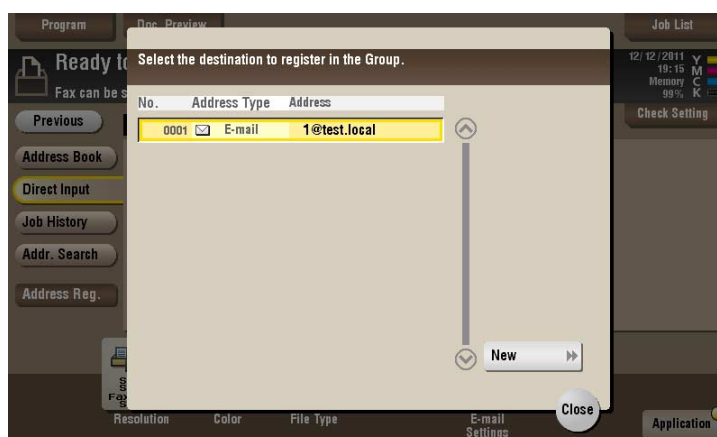 Program
Doc. Preview
Job List
Ready to
Fax can be s
12/12/2011
19:15
Memory
99%
Y
M
C
K
Select the destination to register in the Group.
No. Address Type Address
0001 E-mail 1@test.local
Previous
Address Book
Direct Input
Job History
Addr. Search
Address Reg.
Check Setting
New
Close
S
S
Fax
S
Resolution Color File Type E-mail
Settings
Application